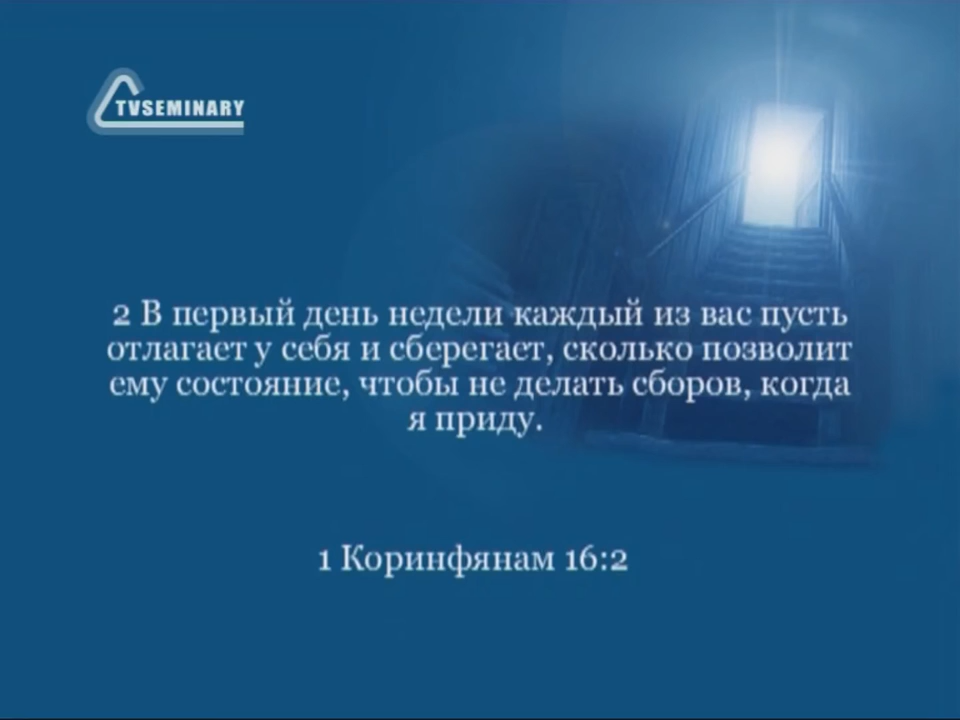 TVSEMINARY
2 В первый день недели каждый из вас пусть
отлагает у себя и сберегает, сколько позволит
ему состояние, чтобы не делать сборов, когда
я приду.
1 Коринфянам 16:2